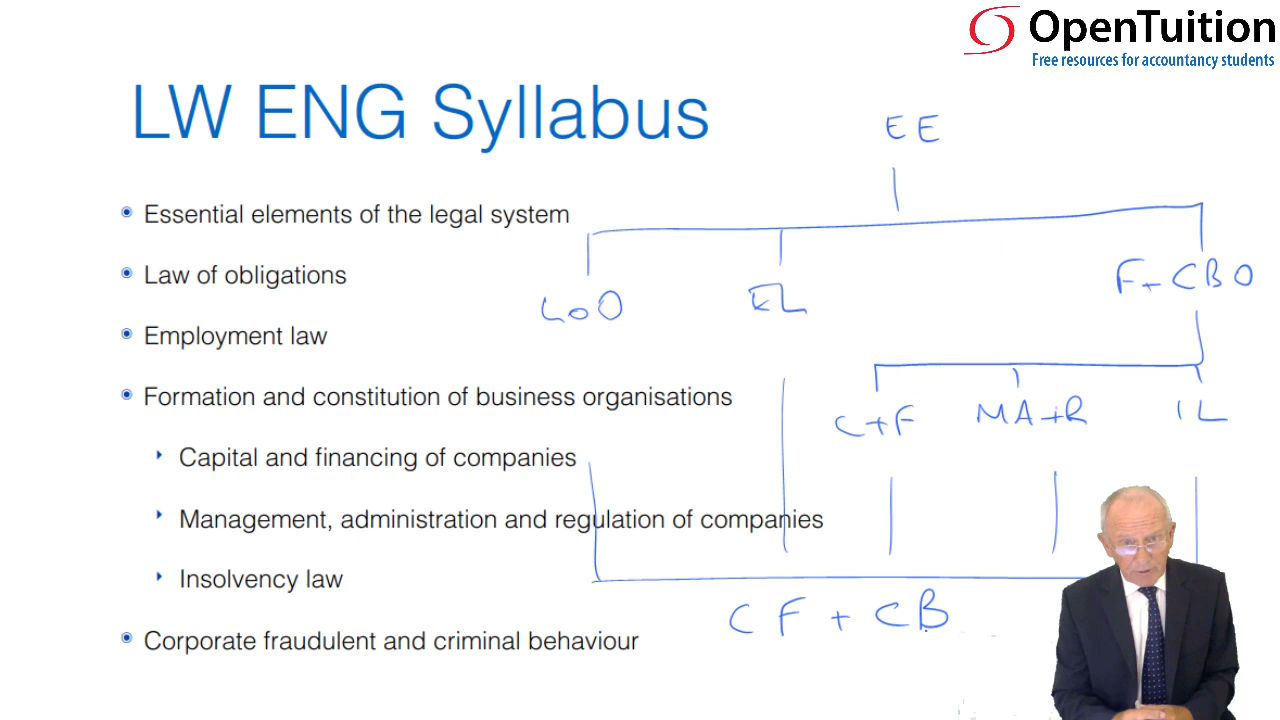 OpenTuition
Free resources for accountancy students
LW ENG Syllabus
EE
Essential elements of the legal system
Law of obligations
F+CBO
LoO
EL
Employment law
Formation and constitution of business organisations
C+F
MA+R
IL
Capital and financing of companies
Management, administration and regulation of companies
Insolvency law
CF + CB
Corporate fraudulent and criminal behaviour